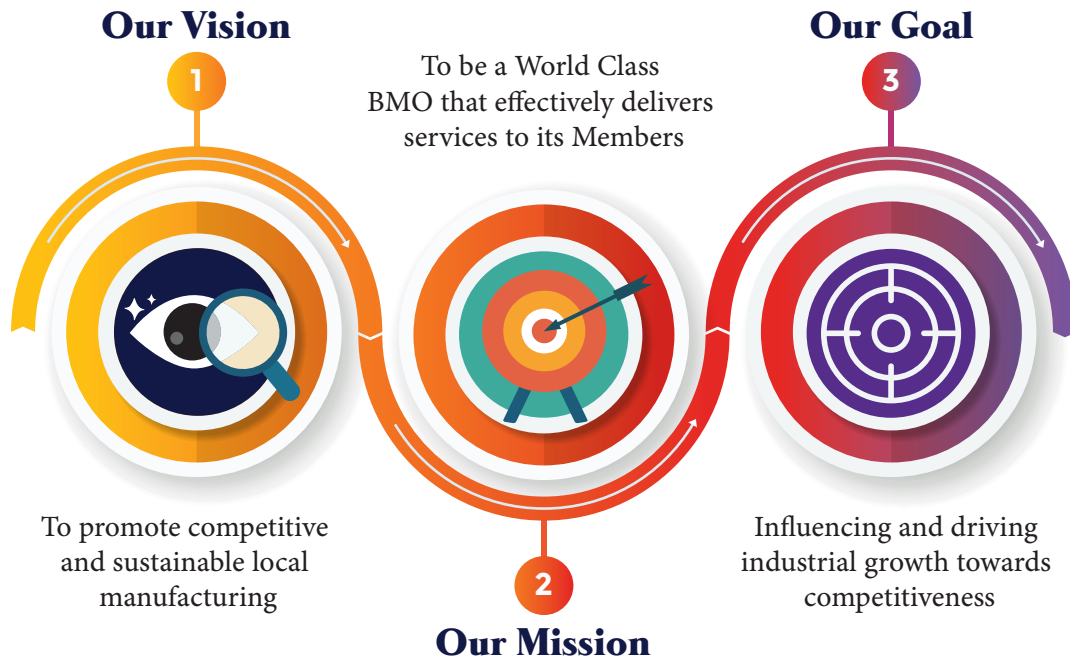 Our Vision
1
To promote competitive
and sustainable local
manufacturing
To be a World Class
BMO that effectively delivers
services to its Members
2
Our Mission
Our Goal
3
Influencing and driving
industrial growth towards
competitiveness